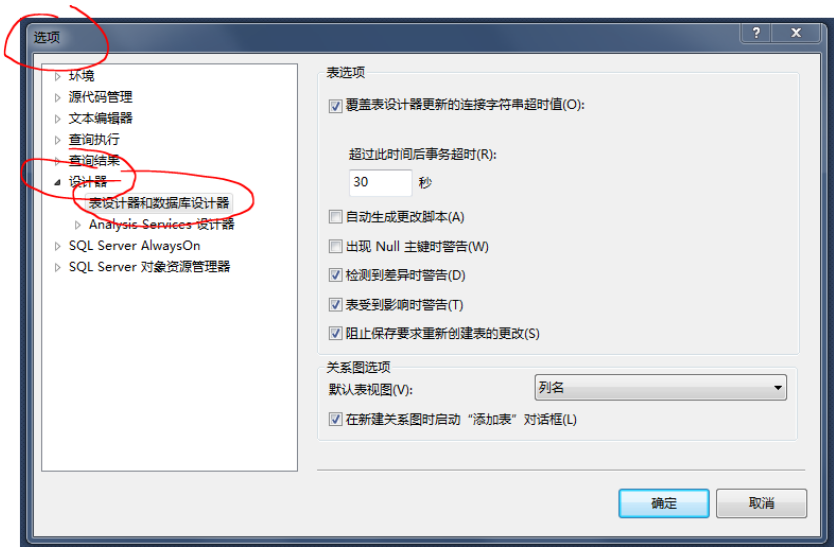 选项
环境
源代码管理
文本编辑器
查询执行
查询结果
设计器
表设计器和数据库设计器
Analysis Services 设计器
SQL Server AlwaysOn
SQL Server 对象资源管理器
表选项
覆盖表设计器更新的连接字符串超时值(O):
超过此时间后事务超时(R):
30 秒
自动生成更改脚本(A)
出现 Null 主键时警告(W)
检测到差异时警告(D)
表受到影响时警告(T)
阻止保存要求重新创建表的更改(S)
关系图选项
默认表视图(V): 列名
在新建关系图时启动“添加表”对话框(L)
确定 取消